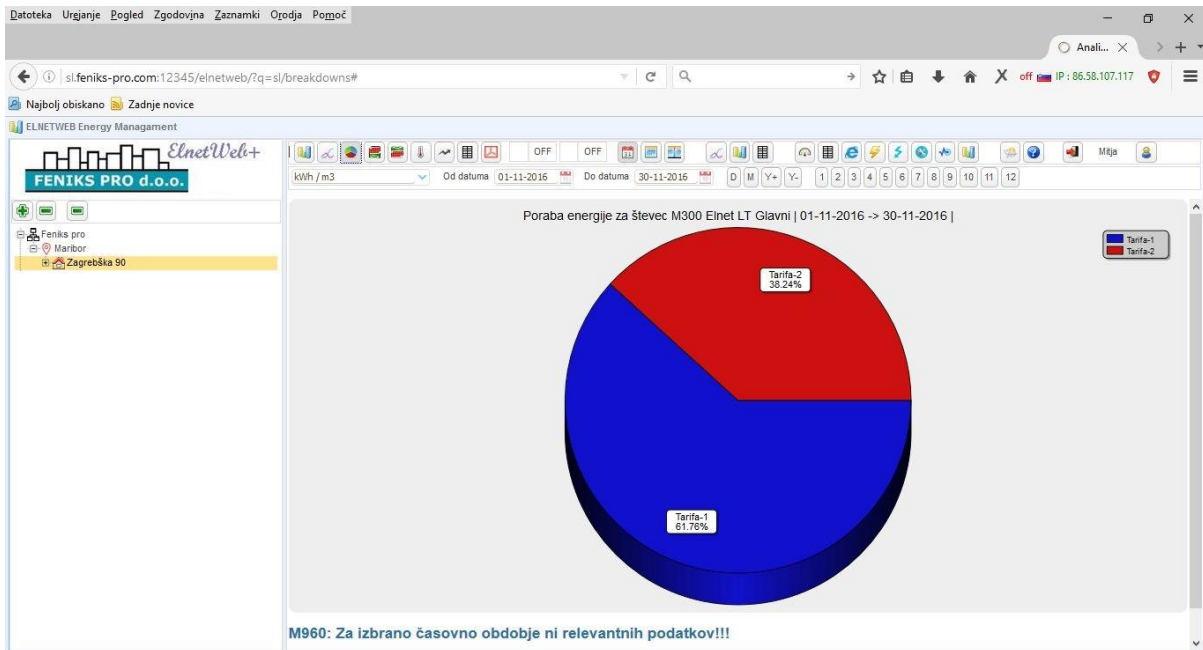 Datoteka Urejanje Pogled Zgodovina Zaznamki Orodja Pomoč
Anali...
sl.feniks-pro.com:12345/elnetweb/?q=sl/breakdowns#
off IP : 86.58.107.117
Najbolj obiskano Zadnje novice
ELNETWEB Energy Managament
ElnetWeb+
FENIKS PRO d.o.o.
OFF OFF Mitja
kWh / m3 Od datuma 01-11-2016 Do datuma 30-11-2016 D M Y+ Y- 1 2 3 4 5 6 7 8 9 10 11 12
Feniks pro
Maribor
Zagrebška 90
Poraba energije za števec M300 Elnet LT Glavni | 01-11-2016 -> 30-11-2016 |
Tarifa-1
Tarifa-2
Tarifa-2
38.24%
Tarifa-1
61.76%
M960: Za izbrano časovno obdobje ni relevantnih podatkov!!!